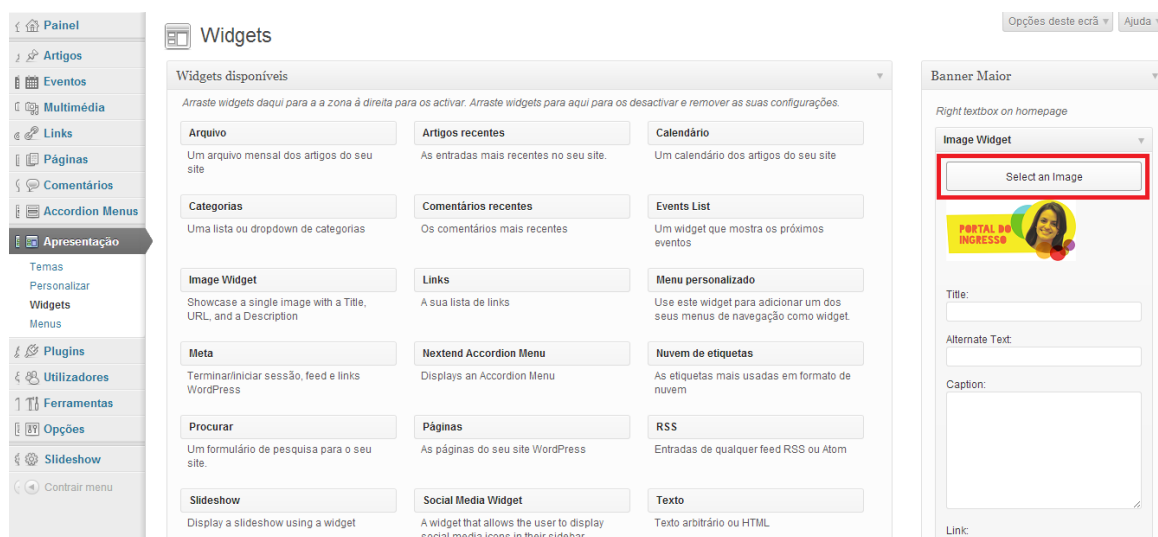 Painel
Artigos
Eventos
Multimédia
Links
Páginas
Comentários
Accordion Menus
Apresentação
Temas
Personalizar
Widgets
Menus
Plugins
Utilizadores
Ferramentas
Opções
Slideshow
Contrair menu
Opções deste ecrã
Ajuda
Widgets
Widgets disponíveis
Arraste widgets daqui para a a zona á direita para os activar. Arraste widgets para aqui para os desactivar e remover as suas configurações.
Arquivo
Um arquivo mensal dos artigos do seu
site
Artigos recentes
As entradas mais recentes no seu site.
Calendário
Um calendário dos artigos do seu site
Categorias
Uma lista ou dropdown de categorias
Comentários recentes
Os comentários mais recentes
Events List
Um widget que mostra os próximos
eventos
Image Widget
Showcase a single image with a Title,
URL, and a Description
Links
A sua lista de links
Menu personalizado
Use este widget para adicionar um dos
seus menus de navegação como widget.
Meta
Terminar/iniciar sessão, feed e links
WordPress
Nextend Accordion Menu
Displays an Accordion Menu
Nuvem de etiquetas
As etiquetas mais usadas em formato de
nuvem
Procurar
Um formulário de pesquisa para o seu
site.
Páginas
As páginas do seu site WordPress
RSS
Entradas de qualquer feed RSS ou Atom
Slideshow
Display a slideshow using a widget
Social Media Widget
A widget that allows the user to display
social media icons in their sidebar
Texto
Texto arbitrário ou HTML
Banner Maior
Right textbox on homepage
Image Widget
Select an Image
PORTAL DO
INGRESSO
Title:
Alternate Text:
Caption:
Link: